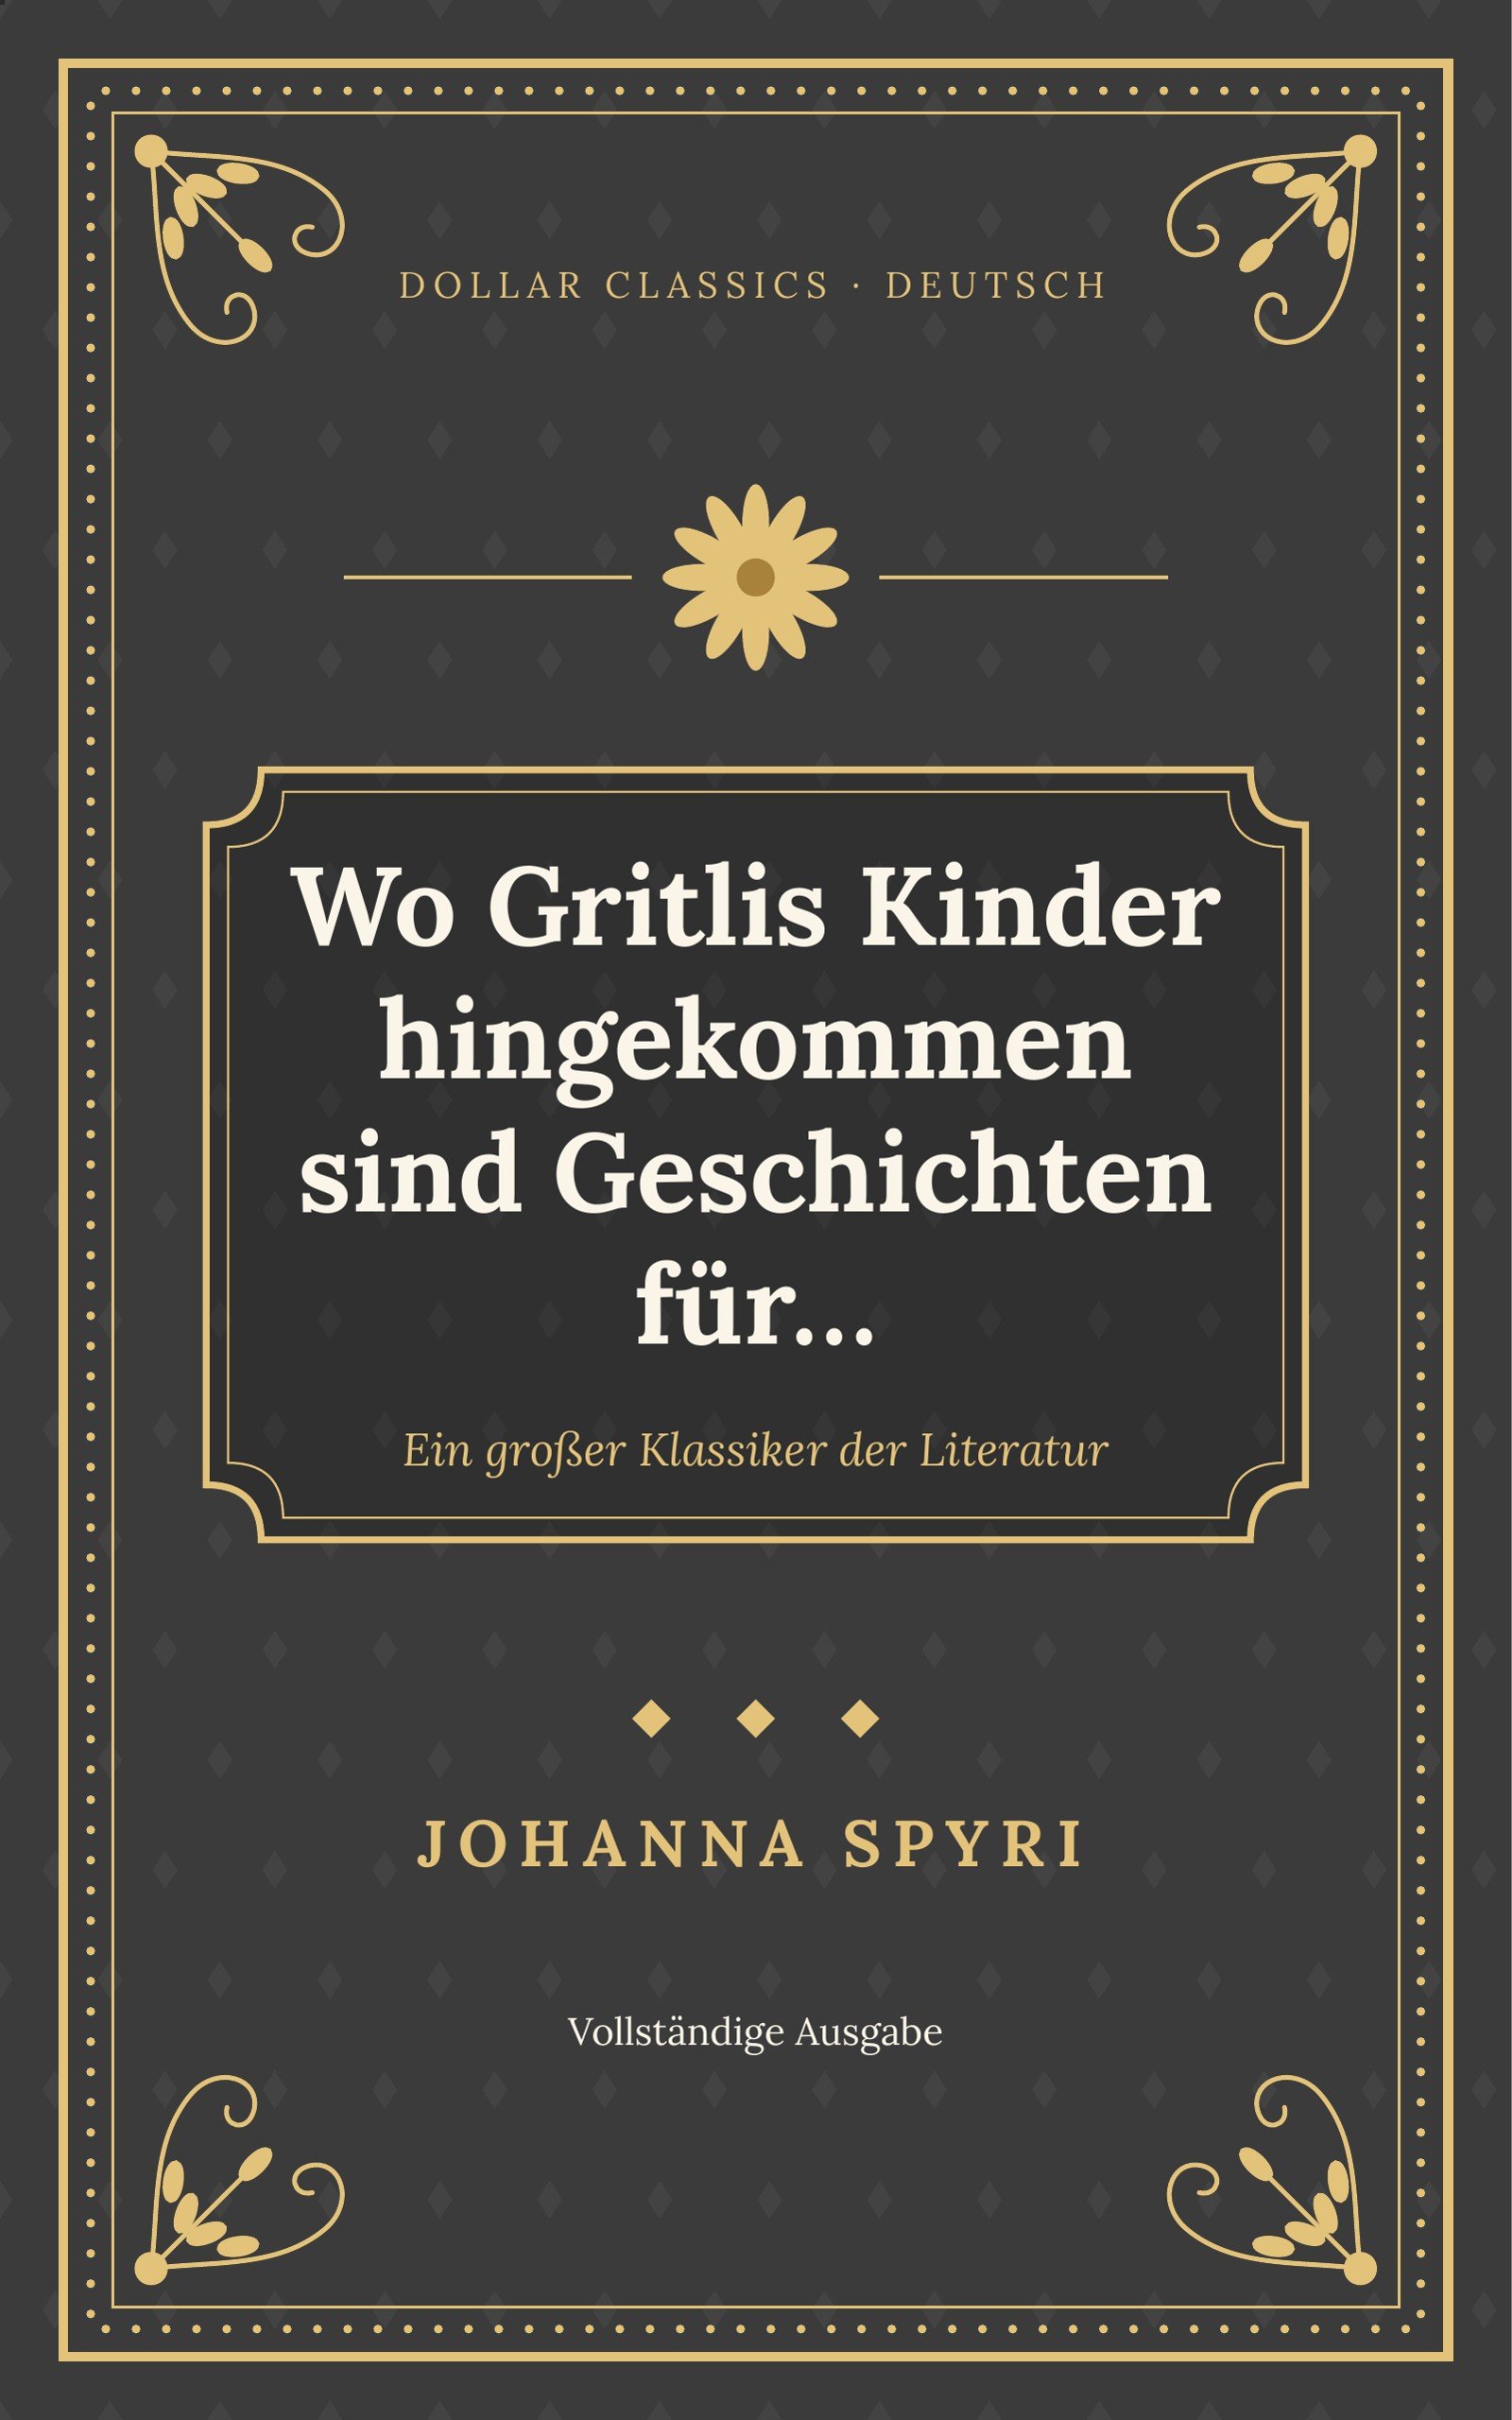 DOLLAR CLASSICS · DEUTSCH
Wo Gritlis Kinder
hingekommen
sind Geschichten
für...
Ein großer Klassiker der Literatur
JOHANNA SPYRI
Vollständige Ausgabe